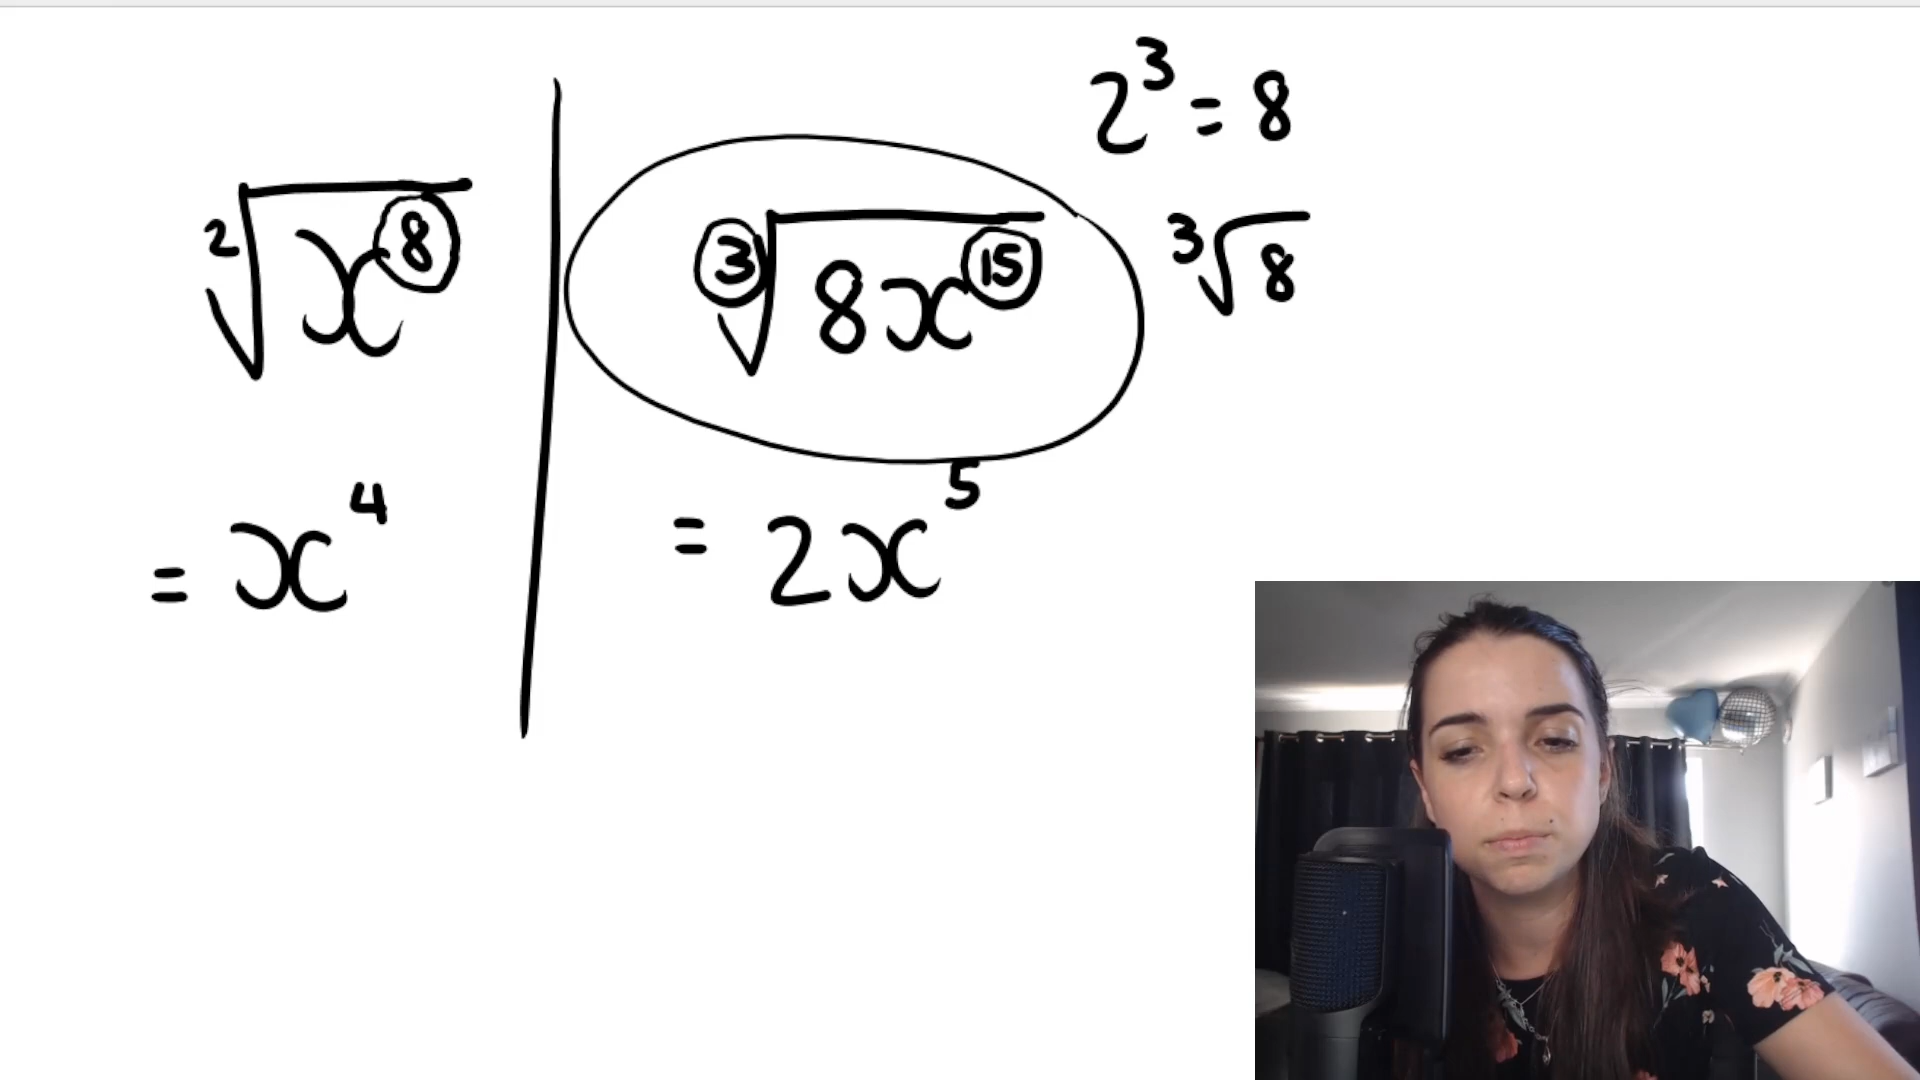 ²√x⁸
= x⁴
³√8x¹⁵
= 2x⁵
2³ = 8
³√8